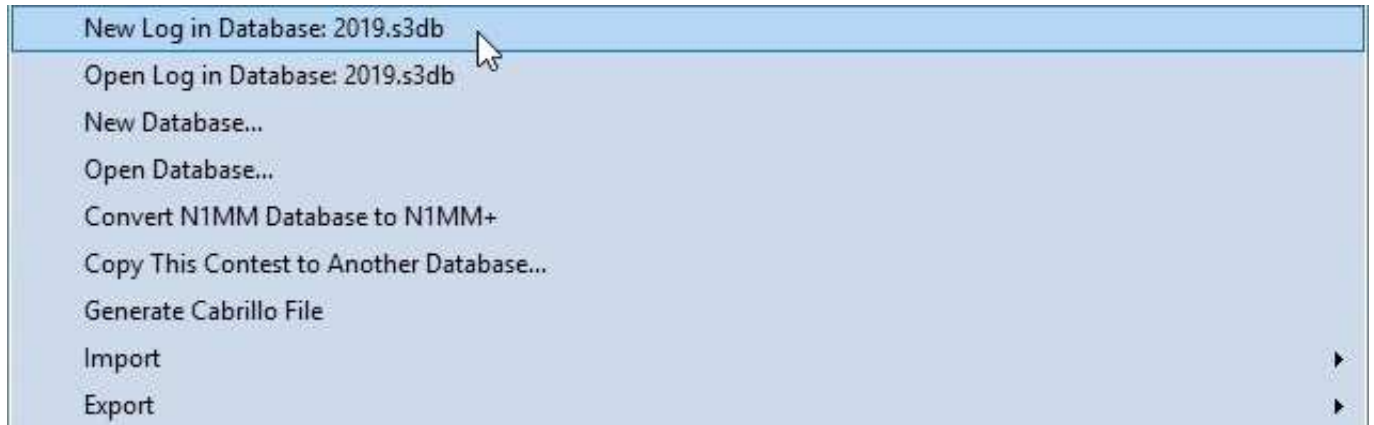 New Log in Database: 2019.s3db
Open Log in Database: 2019.s3db
New Database...
Open Database...
Convert N1MM Database to N1MM+
Copy This Contest to Another Database...
Generate Cabrillo File
Import
Export